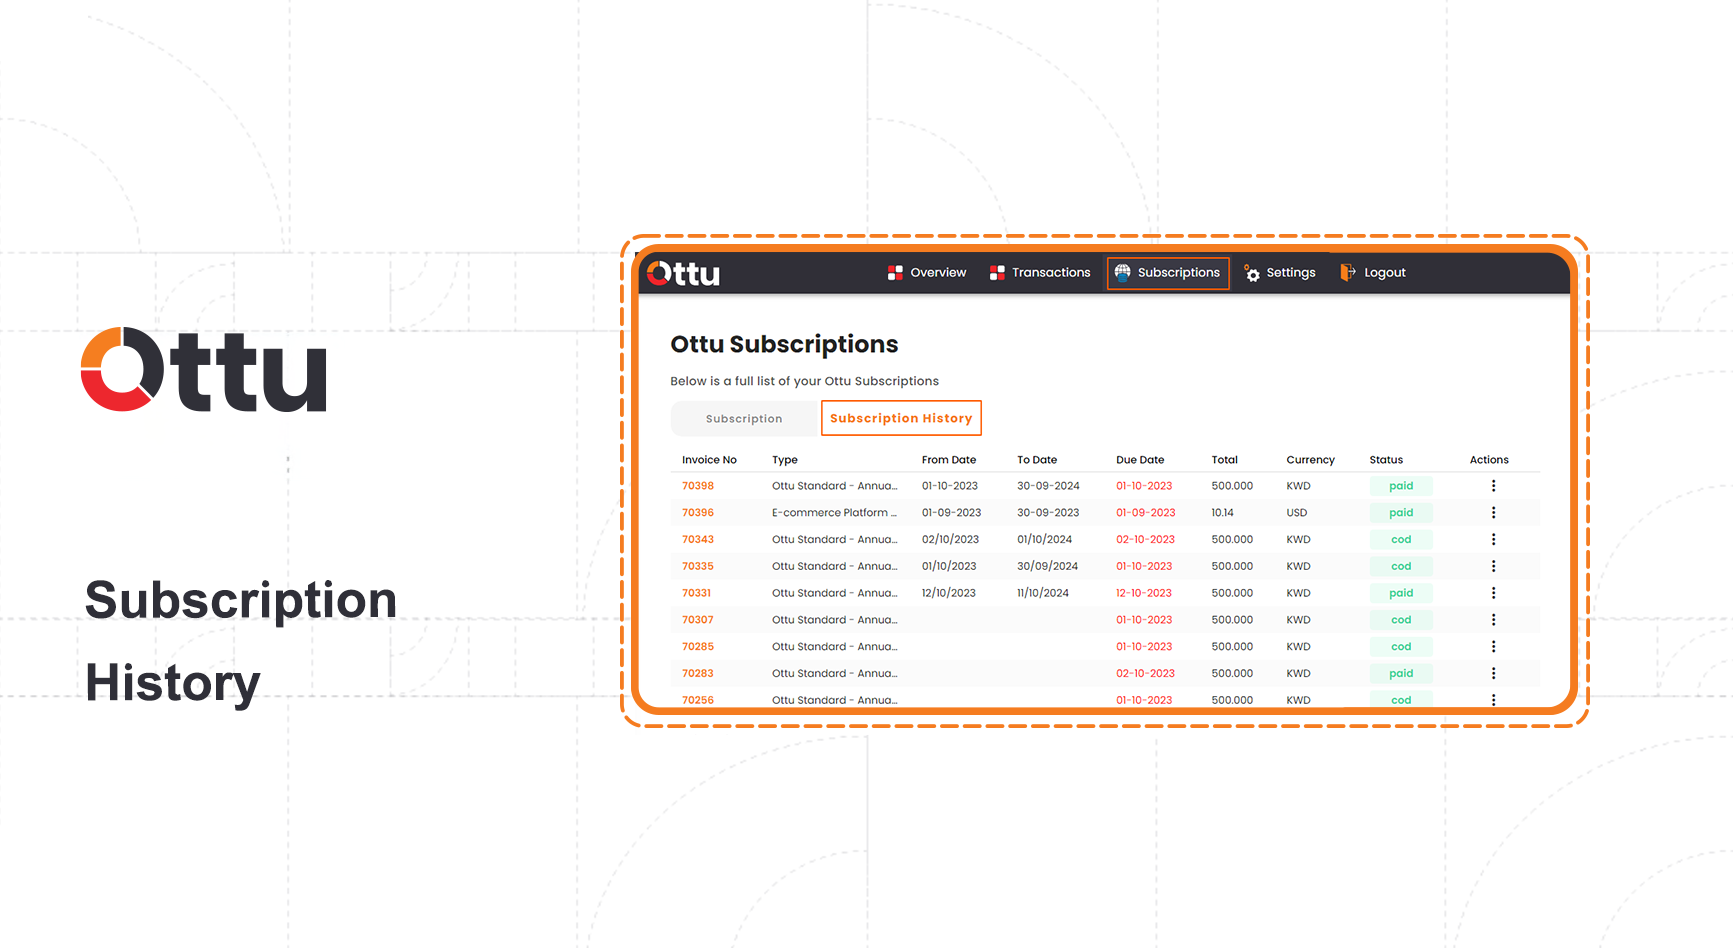 Ottu
Subscription
History
Ottu
Overview
Transactions
Subscriptions
Settings
Logout
Ottu Subscriptions
Below is a full list of your Ottu Subscriptions
Subscription
Subscription History
Invoice No Type From Date To Date Due Date Total Currency Status Actions
70398 Ottu Standard - Annua... 01-10-2023 30-09-2024 01-10-2023 500.000 KWD paid
70396 E-commerce Platform ... 01-09-2023 30-09-2023 01-09-2023 10.14 USD paid
70343 Ottu Standard - Annua... 02/10/2023 01/10/2024 02-10-2023 500.000 KWD cod
70335 Ottu Standard - Annua... 01/10/2023 30/09/2024 01-10-2023 500.000 KWD cod
70331 Ottu Standard - Annua... 12/10/2023 11/10/2024 12-10-2023 500.000 KWD paid
70307 Ottu Standard - Annua... 01-10-2023 500.000 KWD cod
70285 Ottu Standard - Annua... 01-10-2023 500.000 KWD cod
70283 Ottu Standard - Annua... 02-10-2023 500.000 KWD paid
70256 Ottu Standard - Annua... 01-10-2023 500.000 KWD cod